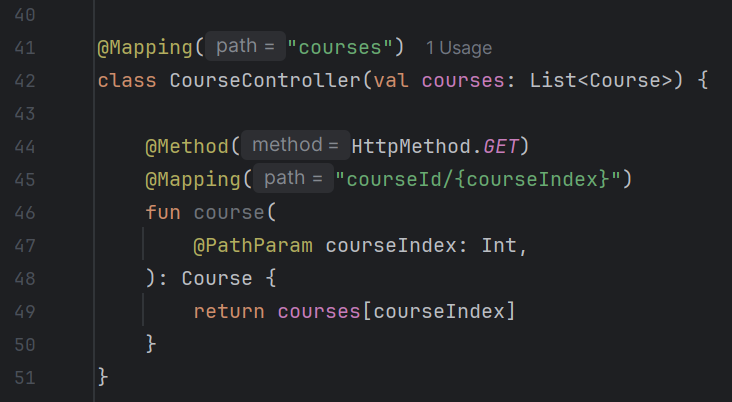 40
41 @Mapping( path = "courses") 1 Usage
42 class CourseController(val courses: List<Course>) {
43
44 @Method( method = HttpMethod.GET)
45 @Mapping( path = "courseId/{courseIndex}")
46 fun course(
47 @PathParam courseIndex: Int,
48 ): Course {
49 return courses[courseIndex]
50 }
51 }